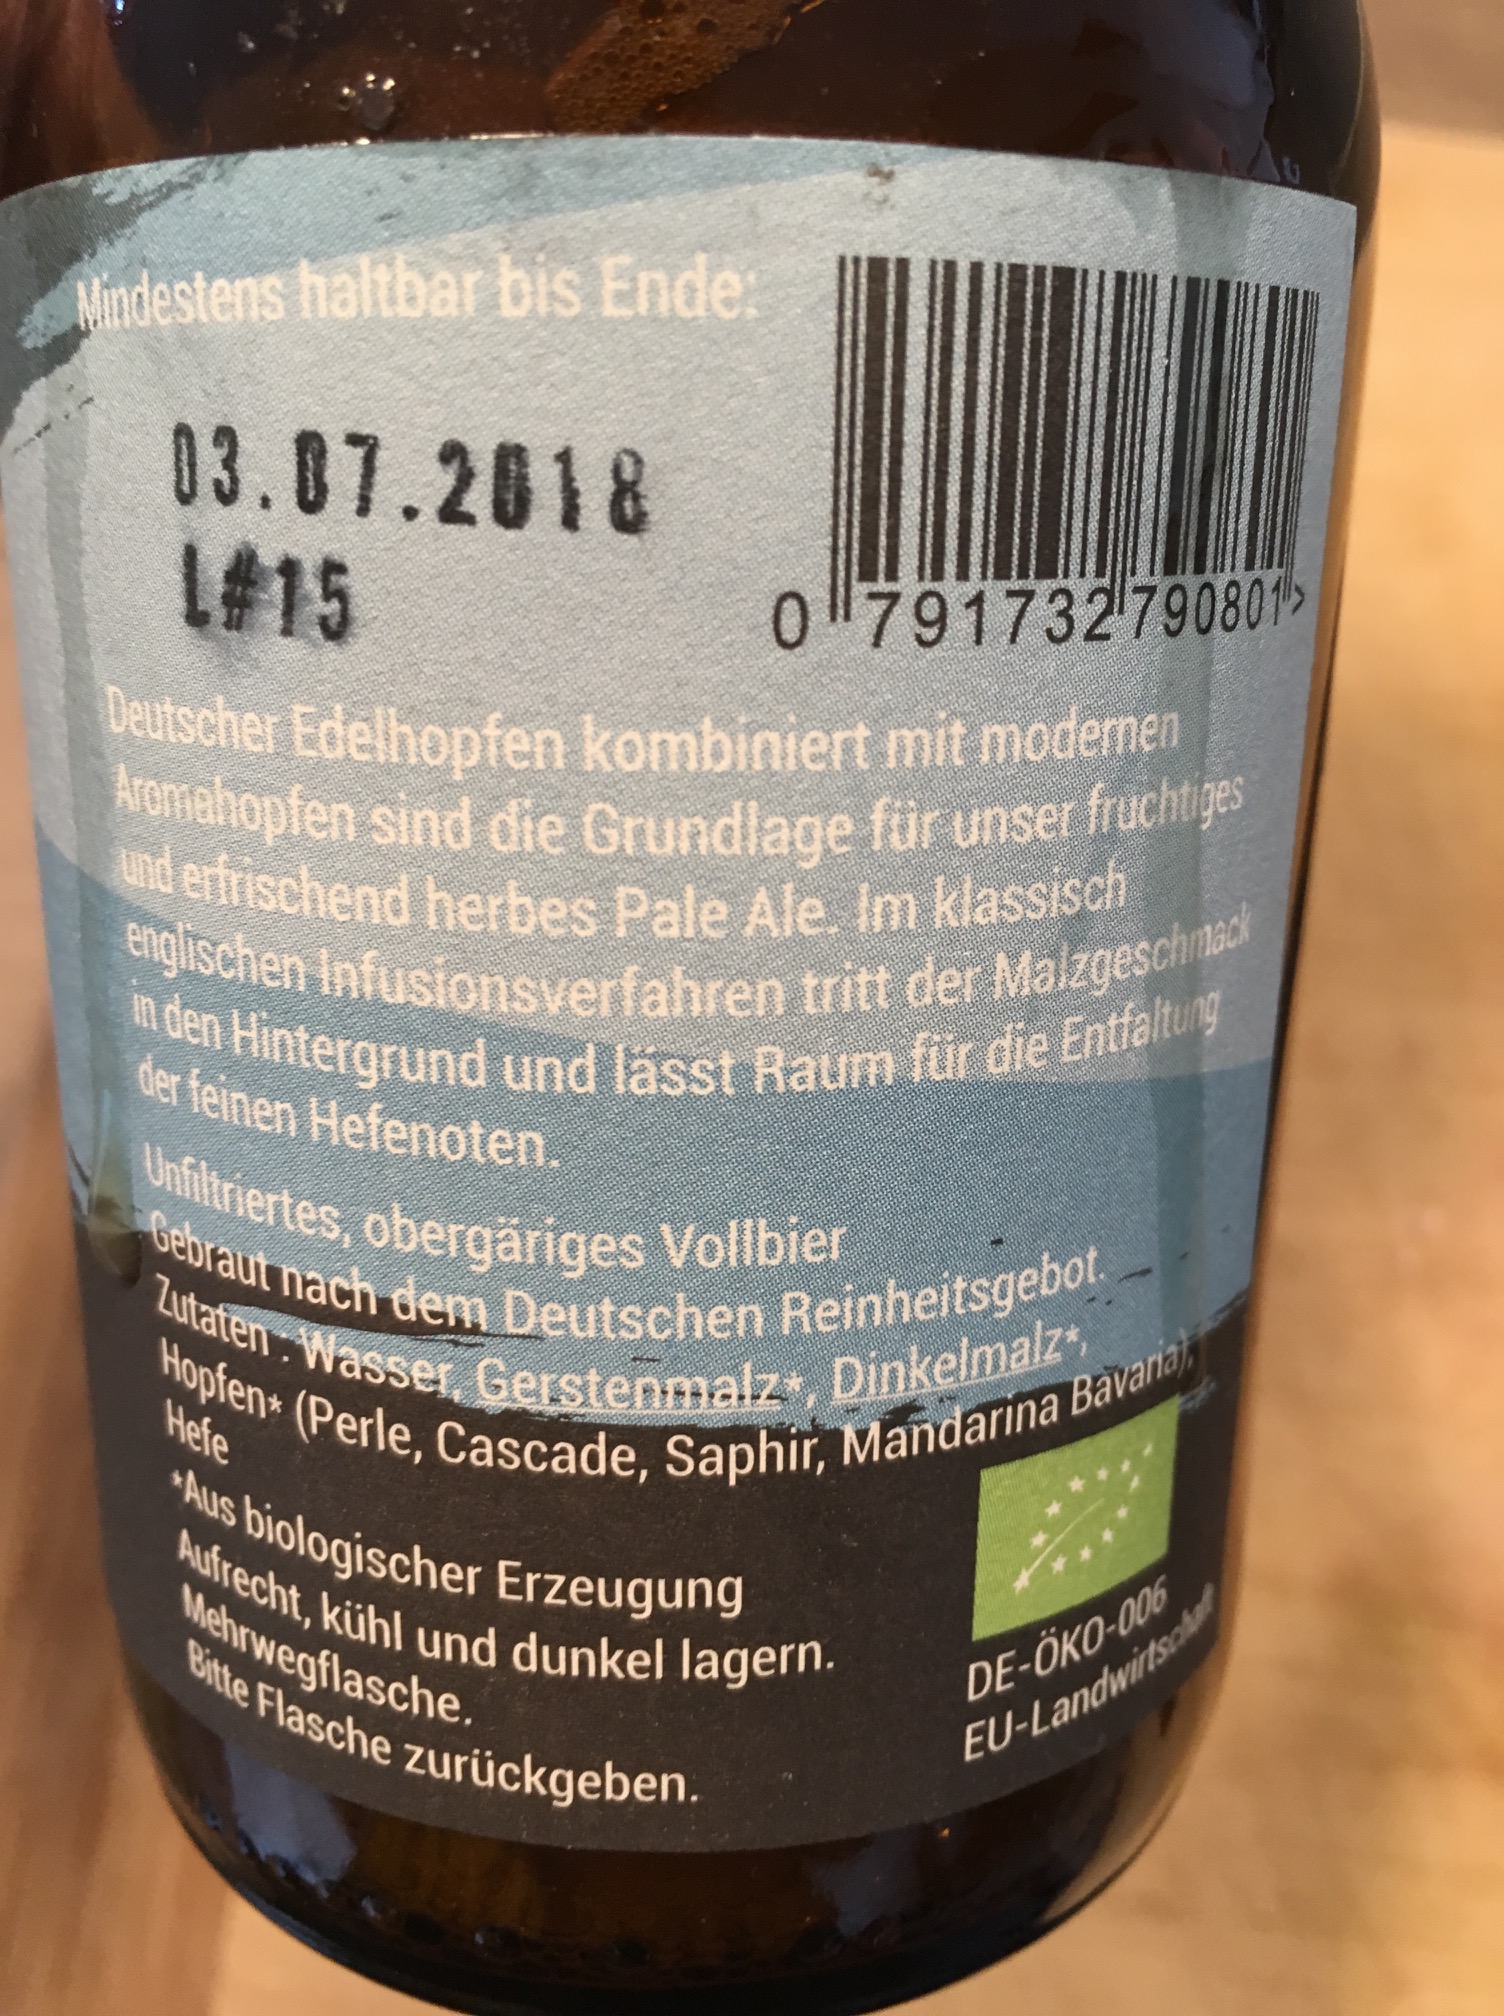 Mindestens haltbar bis Ende:
03.07.2018
L#15
0 791732 790801 >
Deutscher Edelhopfen kombiniert mit modernen
Aromahopfen sind die Grundlage für unser fruchtiges
und erfrischend herbes Pale Ale. Im klassisch
englischen Infusionsverfahren tritt der Malzgeschmack
in den Hintergrund und lässt Raum für die Entfaltung
der feinen Hefenoten.
Unfiltriertes, obergäriges Vollbier
Gebraut nach dem Deutschen Reinheitsgebot.
Zutaten : Wasser, Gerstenmalz*, Dinkelmalz*,
Hopfen* (Perle, Cascade, Saphir, Mandarina Bavaria),
Hefe
*Aus biologischer Erzeugung
Aufrecht, kühl und dunkel lagern.
Mehrwegflasche.
Bitte Flasche zurückgeben.
DE-ÖKO-006
EU-Landwirtschaft